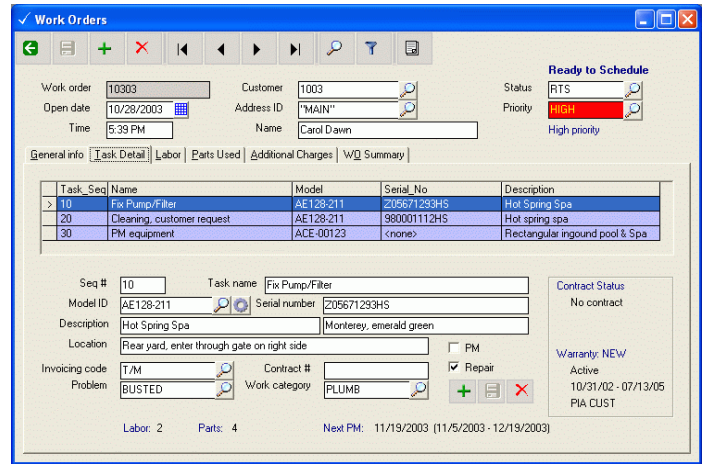 Work Orders
Ready to Schedule
Work order 10303 Customer 1003 Status RTS
Open date 10/28/2003 Address ID "MAIN" Priority HIGH
Time 5:39 PM Name Carol Dawn High priority
General info Task Detail Labor Parts Used Additional Charges WO Summary
Task_Seq Name Model Serial_No Description
> 10 Fix Pump/Filter AE128-211 Z05671293HS Hot Spring Spa
20 Cleaning, customer request AE128-211 980001112HS Hot spring spa
30 PM equipment ACE-00123 <none> Rectangular ingound pool & Spa
Seq # 10 Task name Fix Pump/Filter Contract Status
Model ID AE128-211 Serial number Z05671293HS No contract
Description Hot Spring Spa Monterey, emerald green
Location Rear yard, enter through gate on right side PM Warranty: NEW
Invoicing code T/M Contract # Repair Active
Problem BUSTED Work category PLUMB 10/31/02 - 07/13/05
PIA CUST
Labor: 2 Parts: 4 Next PM: 11/19/2003 (11/5/2003 - 12/19/2003)